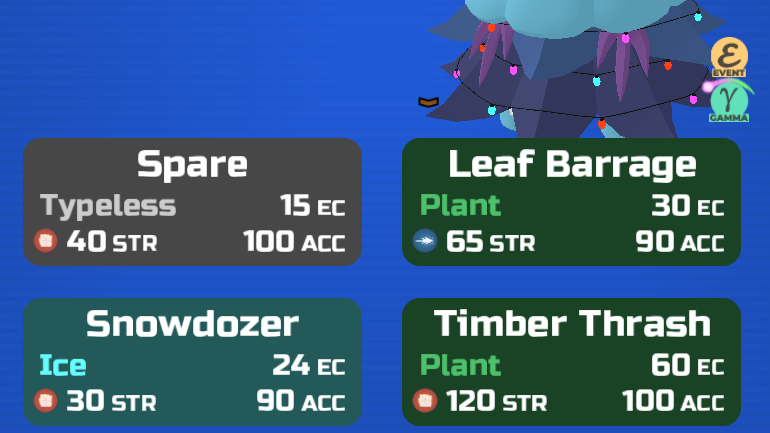 ε
EVENT
γ
GAMMA
Spare
Typeless 15 EC
40 STR 100 ACC
Leaf Barrage
Plant 30 EC
65 STR 90 ACC
Snowdozer
Ice 24 EC
30 STR 90 ACC
Timber Thrash
Plant 60 EC
120 STR 100 ACC